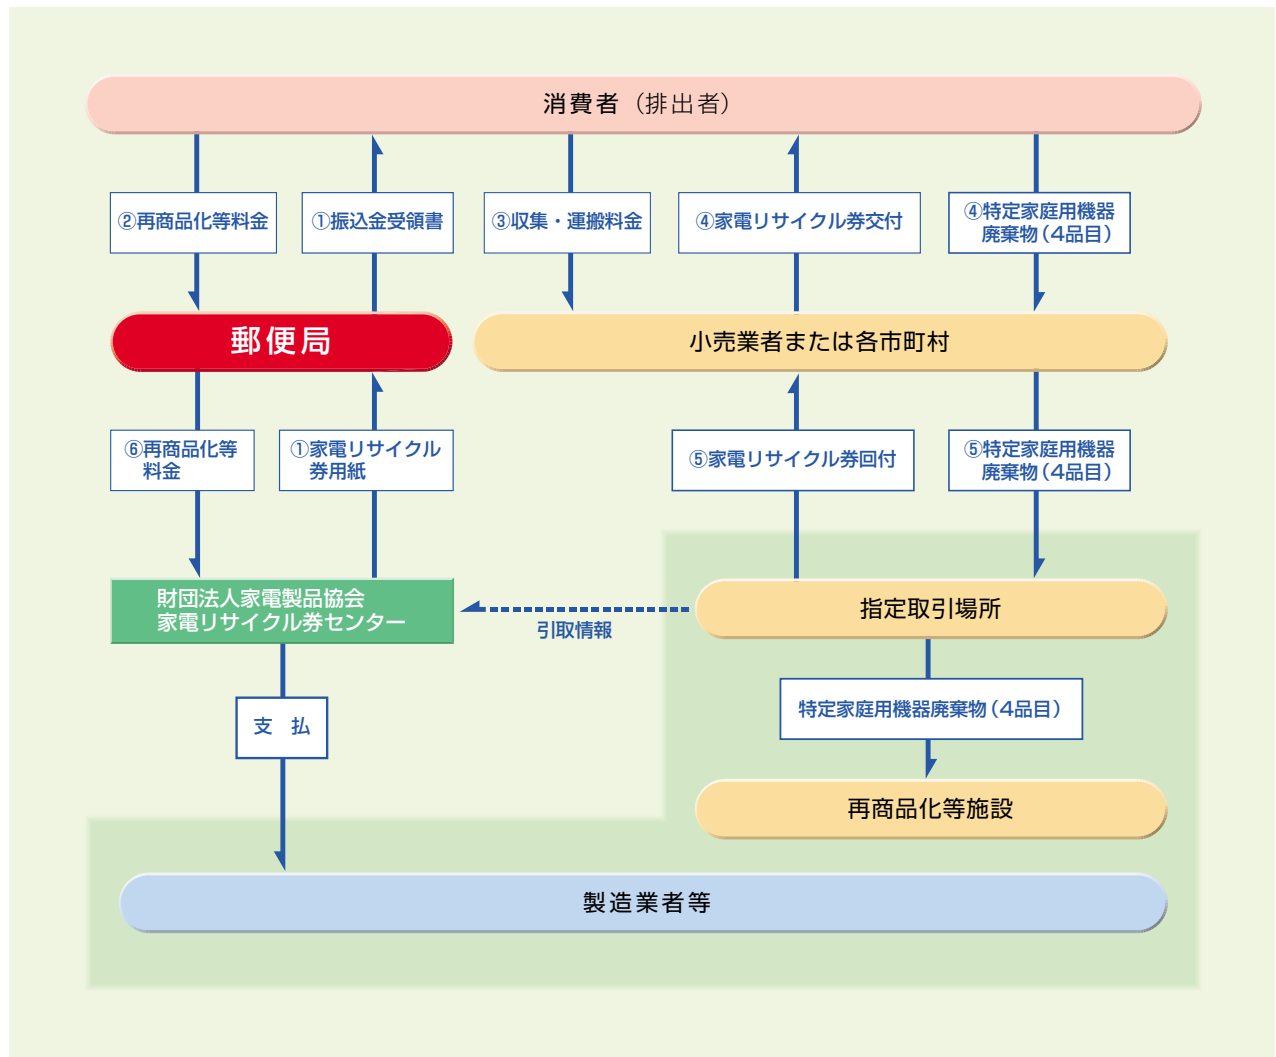 消費者（排出者）
②再商品化等料金
①振込金受領書
③収集・運搬料金
④家電リサイクル券交付
④特定家庭用機器
廃棄物（4品目）
郵便局
小売業者または各市町村
⑥再商品化等
料金
①家電リサイクル
券用紙
⑤家電リサイクル券回付
⑤特定家庭用機器
廃棄物（4品目）
財団法人家電製品協会
家電リサイクル券センター
引取情報
指定取引場所
支　払
特定家庭用機器廃棄物（4品目）
再商品化等施設
製造業者等